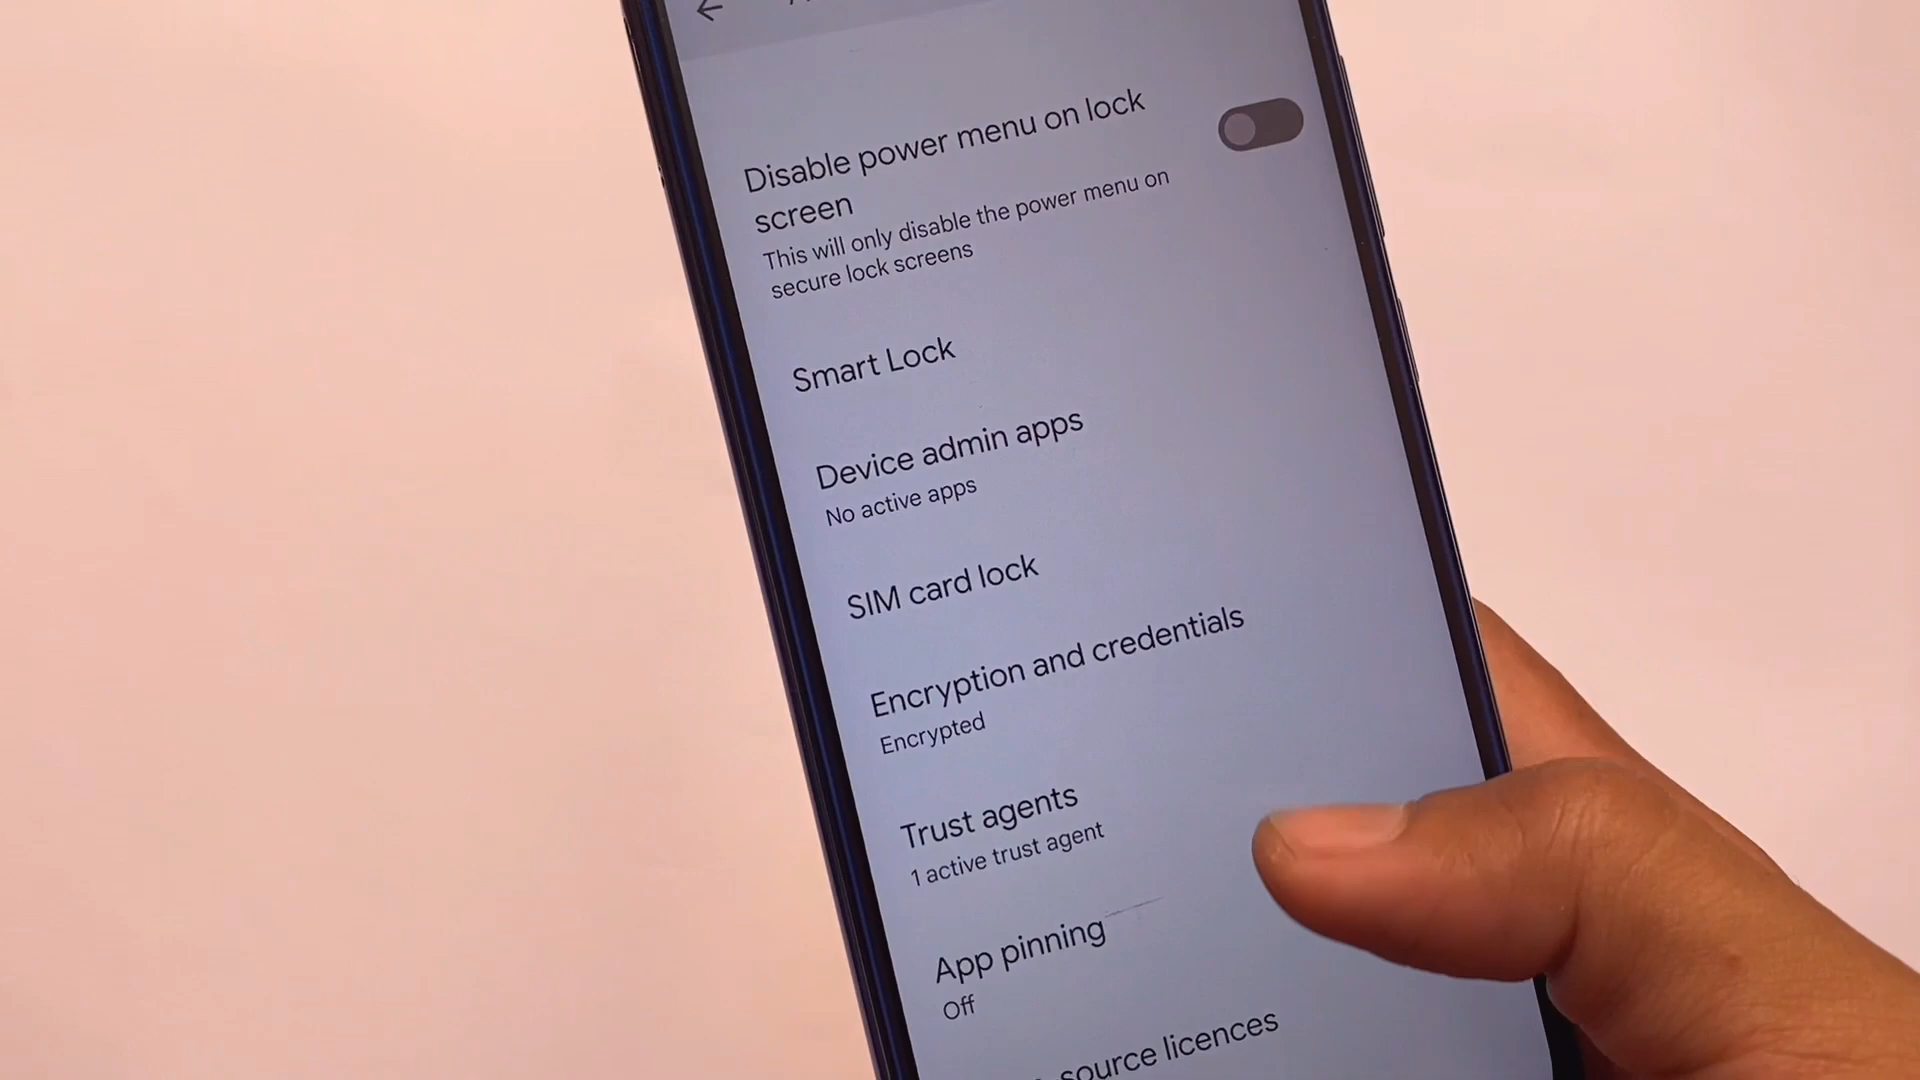 Disable power menu on lock
screen
This will only disable the power menu on
secure lock screens
Smart Lock
Device admin apps
No active apps
SIM card lock
Encryption and credentials
Encrypted
Trust agents
1 active trust agent
App pinning
Off
source licences